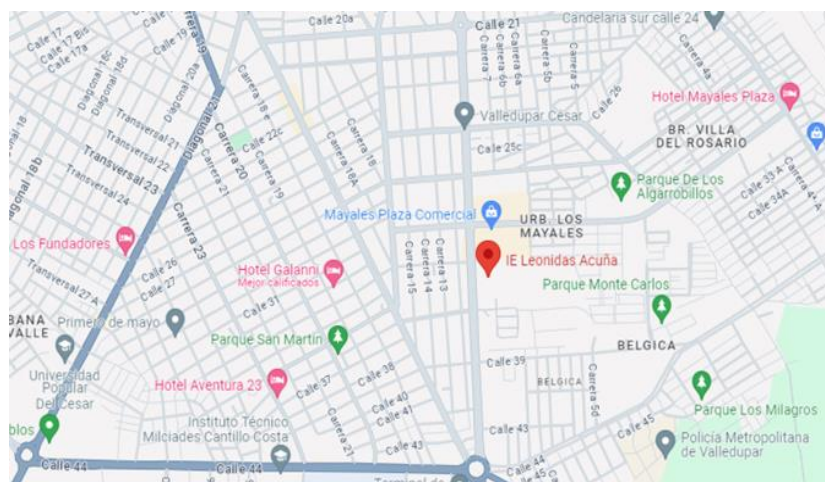 Calle 20a
Calle 21
Candelaria sur calle 24
Calle 17
Calle 17 Bis
Calle 17a
Calle 19
Diagonal 18c
Diagonal 18d
Diagonal 20a
Diagonal 21
Carrera 7
Carrera 6b
Carrera 6a
Carrera 5b
Carrera 5
Carrera 4a
Calle 26
Hotel Mayales Plaza
Valledupar Cesar
BR. VILLA
DEL ROSARIO
Carrera 18 e
Carrera 18
Carrera 18A
Calle 22c
Transversal 21
Transversal 22
Transversal 23
Transversal 24
Diagonal 18b
Carrera 20
Carrera 19
Carrera 21
Carrera 23
Calle 25c
Parque De Los
Algarrobillos
Calle 33 A
Calle 34A
Mayales Plaza Comercial
URB. LOS
MAYALES
IE Leonidas Acuña
Los Fundadores
Carrera 15
Carrera 14
Carrera 13
Hotel Galanni
Mejor calificados
Calle 26
Calle 27
Transversal 27 A
Calle 31
Parque Monte Carlos
Primero de mayo
BANA
VALLE
Parque San Martin
BELGICA
Calle 39
BELGICA
Carrera 5d
Universidad
Popular
Del Cesar
Hotel Aventura 23
Calle 37
Calle 38
Calle 40
Calle 41
Parque Los Milagros
Instituto Técnico
Milciades Cantillo Costa
Carrera 21
Calle 43
Calle 43
Calle 45
Policía Metropolitana
de Valledupar
blos
Calle 44
Calle 44
Calle 44
Terminal de